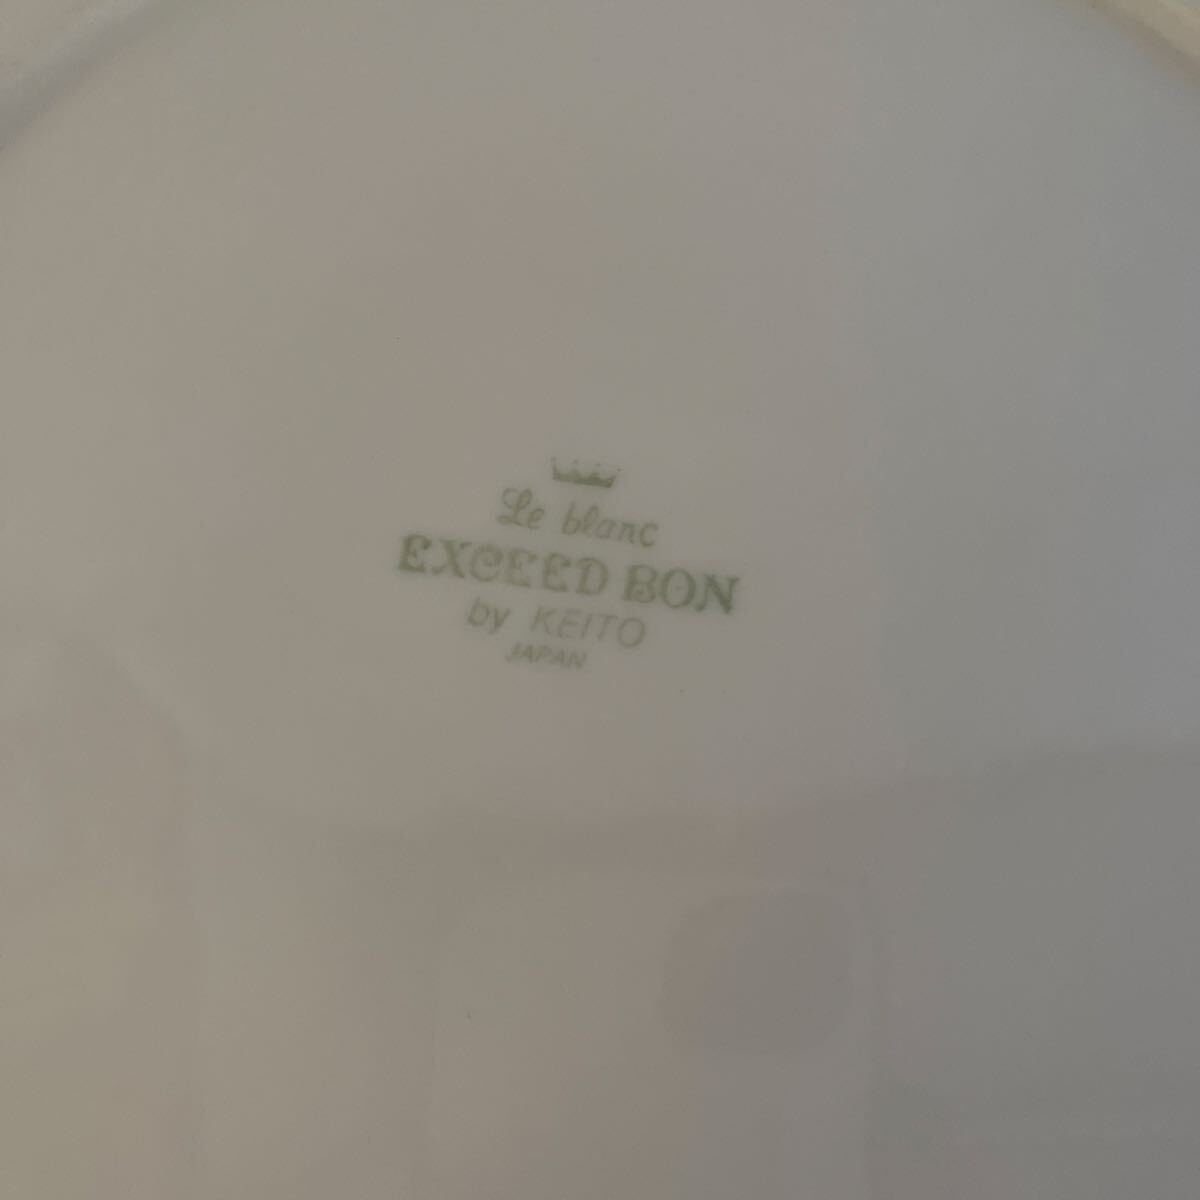 Le blanc
EXCEED BON
by KEITO
JAPAN